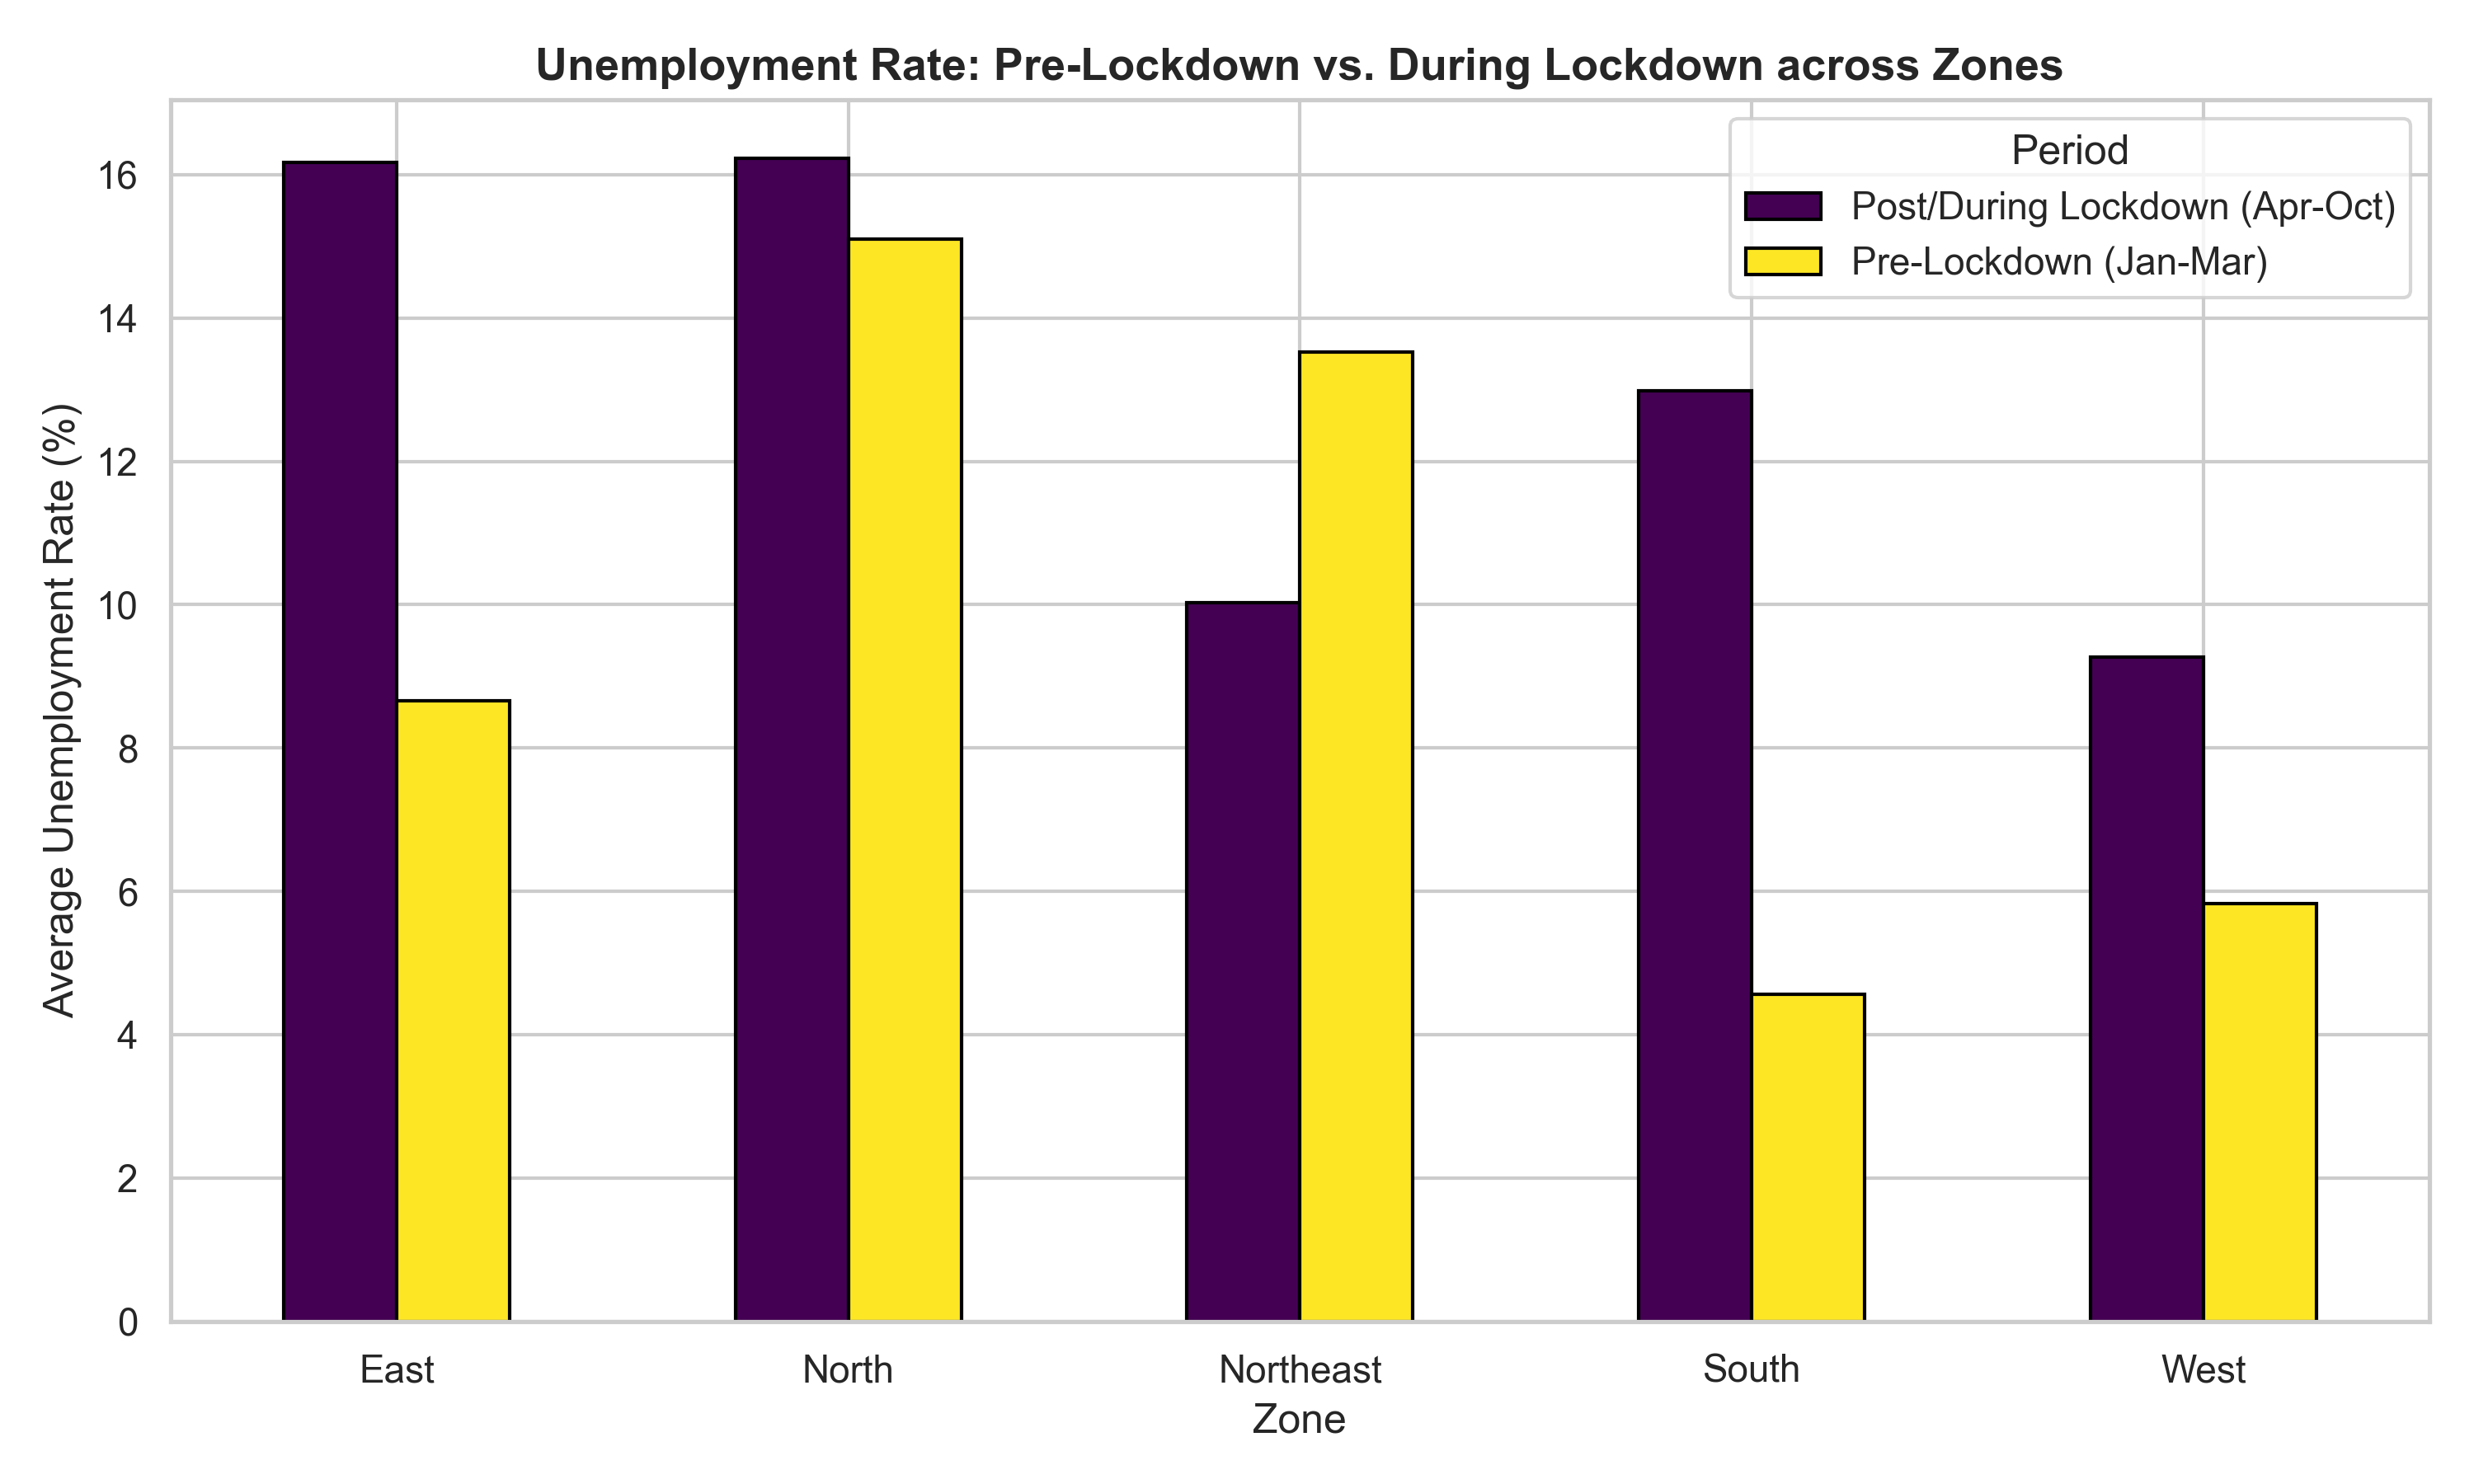 Unemployment Rate: Pre-Lockdown vs. During Lockdown across Zones
Period
Post/During Lockdown (Apr-Oct)
Pre-Lockdown (Jan-Mar)
Average Unemployment Rate (%)
16
14
12
10
8
6
4
2
0
East North Northeast South West
Zone